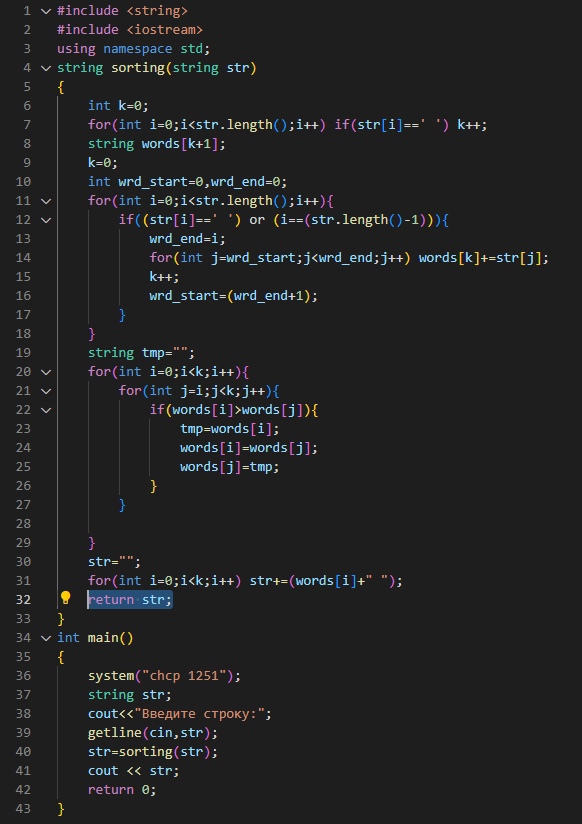 1 #include <string>
2 #include <iostream>
3 using namespace std;
4 string sorting(string str)
5 {
6     int k=0;
7     for(int i=0;i<str.length();i++) if(str[i]==' ') k++;
8     string words[k+1];
9     k=0;
10     int wrd_start=0,wrd_end=0;
11     for(int i=0;i<str.length();i++){
12         if((str[i]==' ') or (i==(str.length()-1))){
13             wrd_end=i;
14             for(int j=wrd_start;j<wrd_end;j++) words[k]+=str[j];
15             k++;
16             wrd_start=(wrd_end+1);
17         }
18     }
19     string tmp="";
20     for(int i=0;i<k;i++){
21         for(int j=i;j<k;j++){
22             if(words[i]>words[j]){
23                 tmp=words[i];
24                 words[i]=words[j];
25                 words[j]=tmp;
26             }
27         }
28
29     }
30     str="";
31     for(int i=0;i<k;i++) str+=(words[i]+" ");
32     return str;
33 }
34 int main()
35 {
36     system("chcp 1251");
37     string str;
38     cout<<"Введите строку:";
39     getline(cin,str);
40     str=sorting(str);
41     cout << str;
42     return 0;
43 }